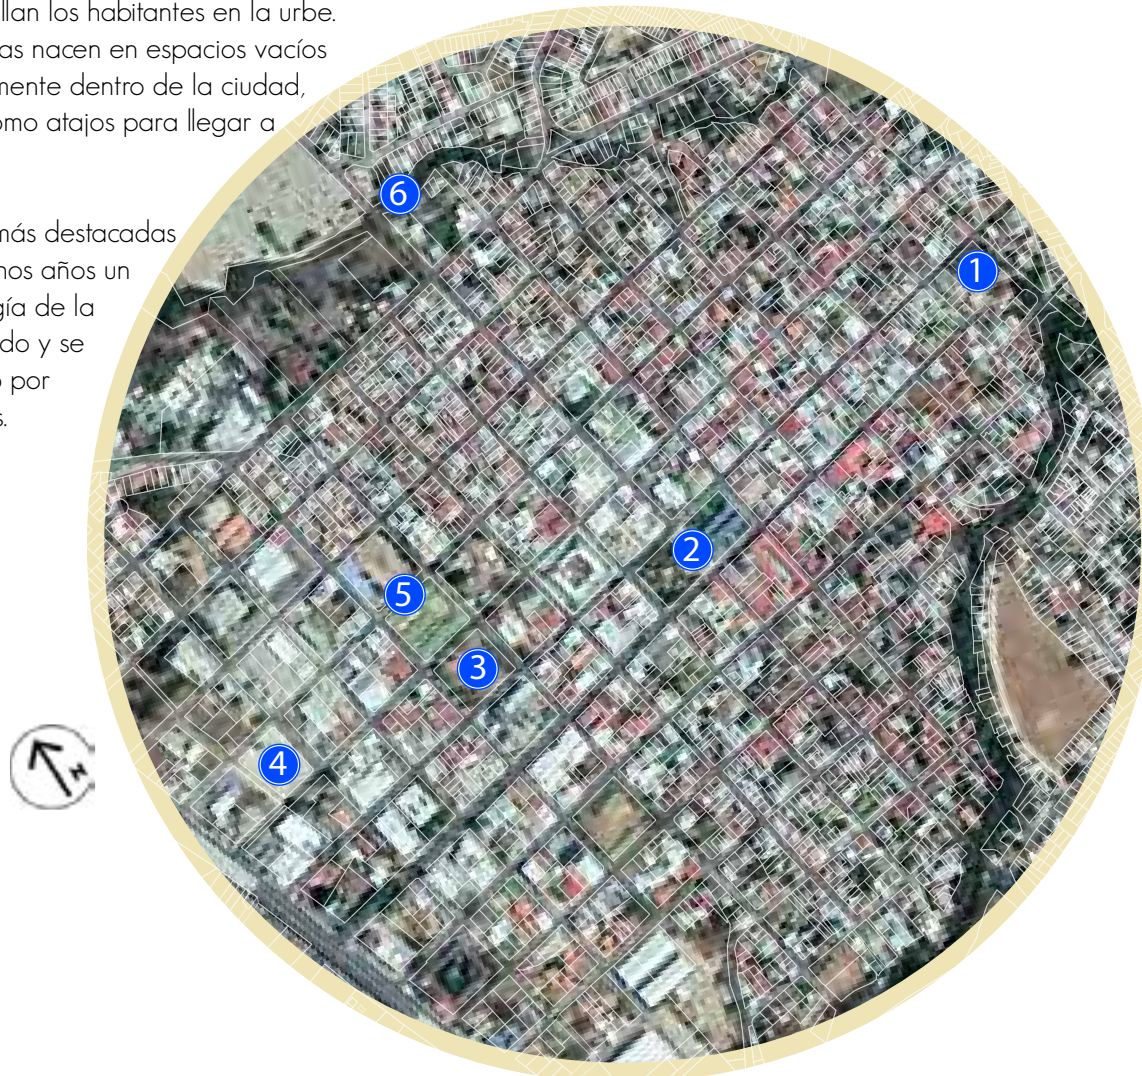 llan los habitantes en la urbe.
as nacen en espacios vacíos
mente dentro de la ciudad,
omo atajos para llegar a
más destacadas
nos años un
gía de la
do y se
o por
s.
6
1
2
5
3
4
N